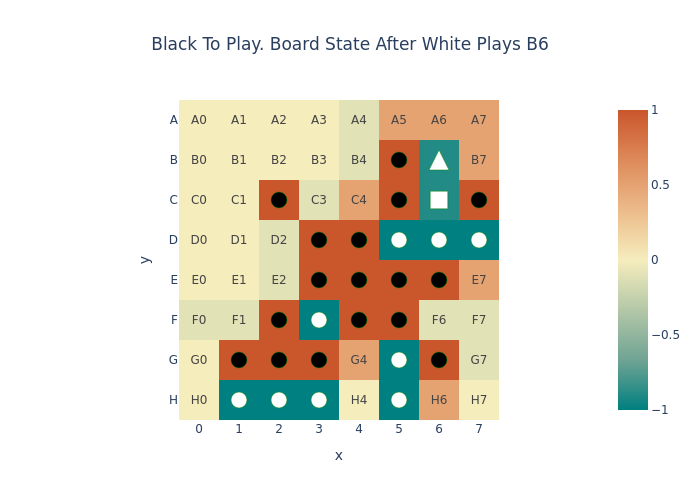 Black To Play. Board State After White Plays B6
A A0 A1 A2 A3 A4 A5 A6 A7
B B0 B1 B2 B3 B4 B7
C C0 C1 C3 C4
D D0 D1 D2
E E0 E1 E2 E7
F F0 F1 F6 F7
G G0 G4 G7
H H0 H4 H6 H7
0 1 2 3 4 5 6 7
x
y
1
0.5
0
−0.5
−1